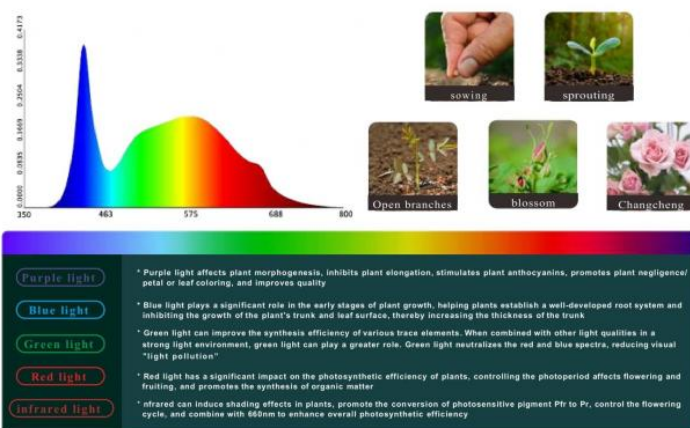 0.4173
0.3338
0.2504
0.1669
0.0835
0.0000
350 463 575 688 800
sowing
sprouting
Open branches
blossom
Changcheng
Purple light
* Purple light affects plant morphogenesis, inhibits plant elongation, stimulates plant anthocyanins, promotes plant negligence/
petal or leaf coloring, and improves quality
Blue light
* Blue light plays a significant role in the early stages of plant growth, helping plants establish a well-developed root system and
inhibiting the growth of the plant's trunk and leaf surface, thereby increasing the thickness of the trunk
Green light
* Green light can improve the synthesis efficiency of various trace elements. When combined with other light qualities in a
strong light environment, green light can play a greater role. Green light neutralizes the red and blue spectra, reducing visual
"light pollution"
Red light
* Red light has a significant impact on the photosynthetic efficiency of plants, controlling the photoperiod affects flowering and
fruiting, and promotes the synthesis of organic matter
infrared light
* nfrared can induce shading effects in plants, promote the conversion of photosensitive pigment Pfr to Pr, control the flowering
cycle, and combine with 660nm to enhance overall photosynthetic efficiency